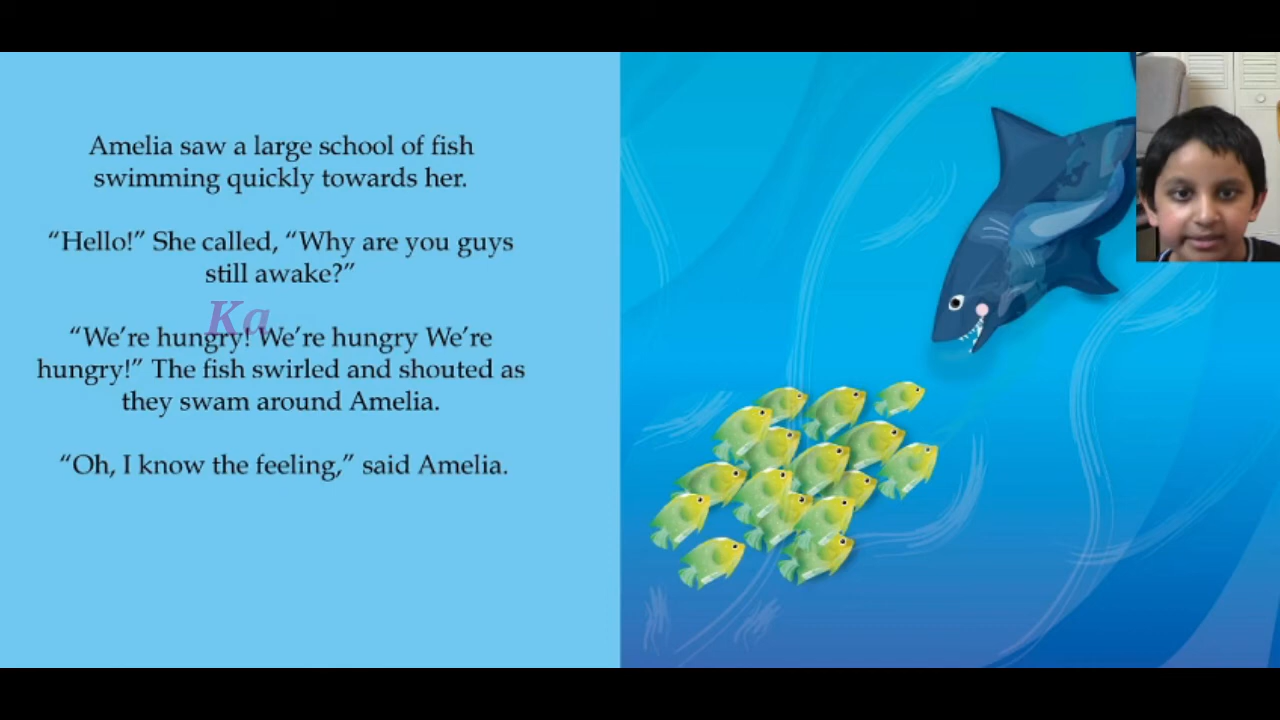 Amelia saw a large school of fish
swimming quickly towards her.
“Hello!” She called, “Why are you guys
still awake?”
Ka
“We’re hungry! We’re hungry We’re
hungry!” The fish swirled and shouted as
they swam around Amelia.
“Oh, I know the feeling,” said Amelia.